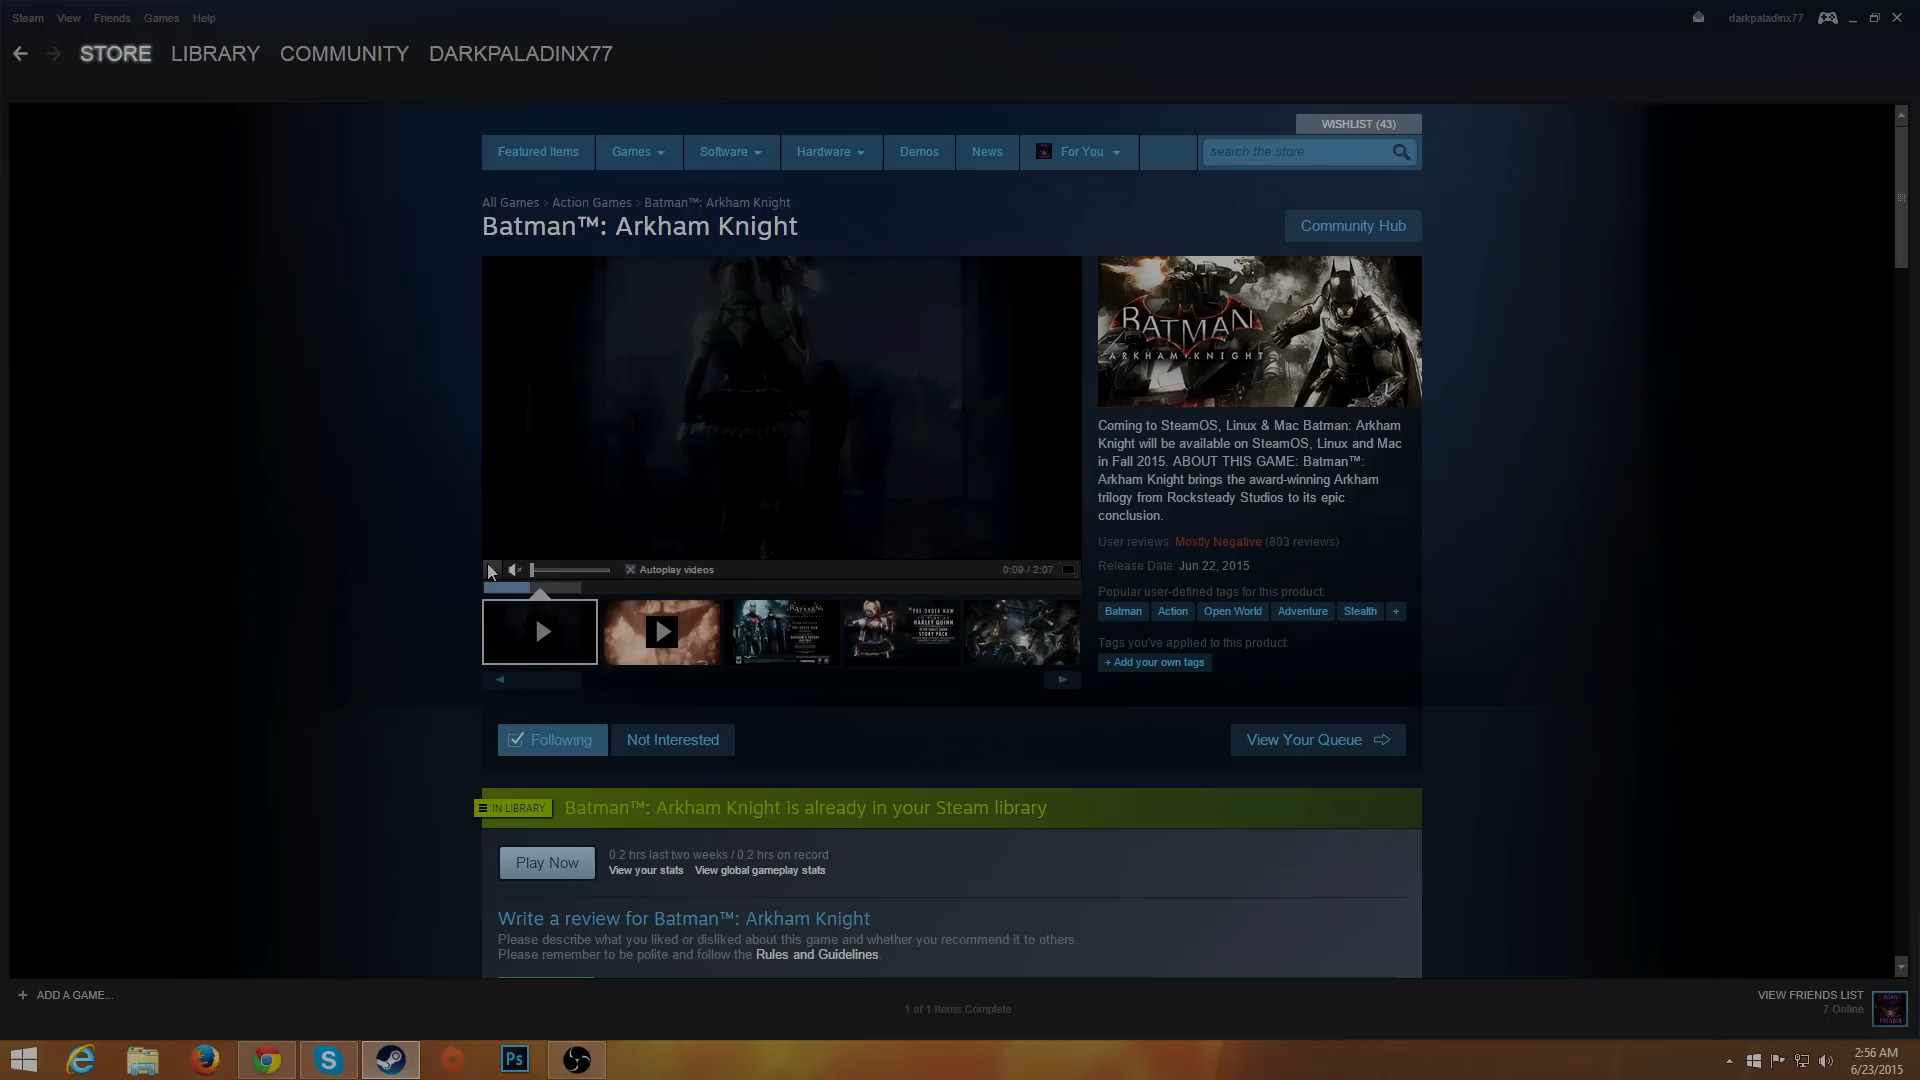 Steam View Friends Games Help
darkpaladinx77
STORE LIBRARY COMMUNITY DARKPALADINX77
WISHLIST (43)
Featured Items Games Software Hardware Demos News For You search the store
All Games > Action Games > Batman™: Arkham Knight
Batman™: Arkham Knight
Community Hub
BATMAN
ARKHAM KNIGHT
Coming to SteamOS, Linux & Mac Batman: Arkham
Knight will be available on SteamOS, Linux and Mac
in Fall 2015. ABOUT THIS GAME: Batman™:
Arkham Knight brings the award-winning Arkham
trilogy from Rocksteady Studios to its epic
conclusion.
User reviews: Mostly Negative (803 reviews)
Release Date: Jun 22, 2015
Popular user-defined tags for this product:
Batman Action Open World Adventure Stealth +
Tags you've applied to this product:
+ Add your own tags
Autoplay videos
0:09 / 2:07
PRE-ORDER NOW
HARLEY QUINN
STORY PACK
Following
Not Interested
View Your Queue
IN LIBRARY
Batman™: Arkham Knight is already in your Steam library
Play Now
0.2 hrs last two weeks / 0.2 hrs on record
View your stats View global gameplay stats
Write a review for Batman™: Arkham Knight
Please describe what you liked or disliked about this game and whether you recommend it to others.
Please remember to be polite and follow the Rules and Guidelines.
+ ADD A GAME...
1 of 1 Items Complete
VIEW FRIENDS LIST
7 Online
Ps
2:56 AM
6/23/2015